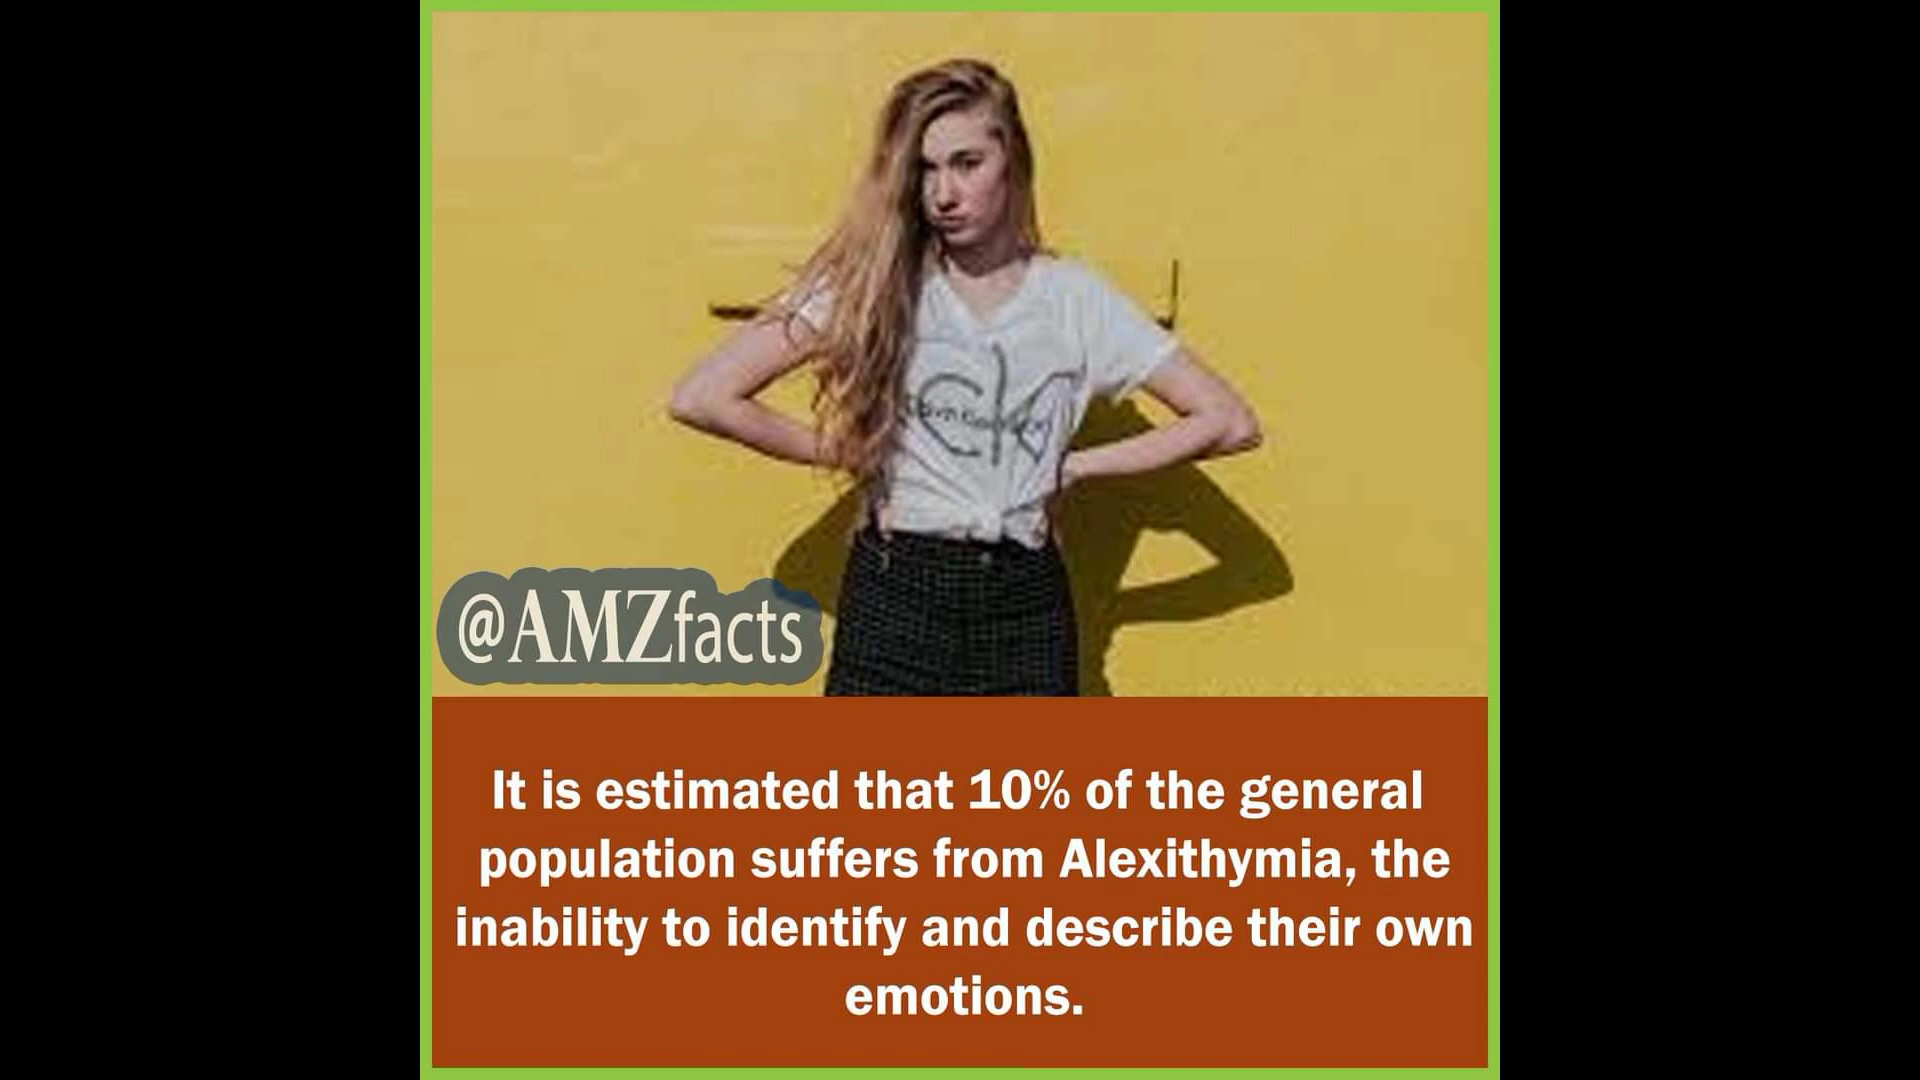 CK
@AMZfacts
It is estimated that 10% of the general
population suffers from Alexithymia, the
inability to identify and describe their own
emotions.